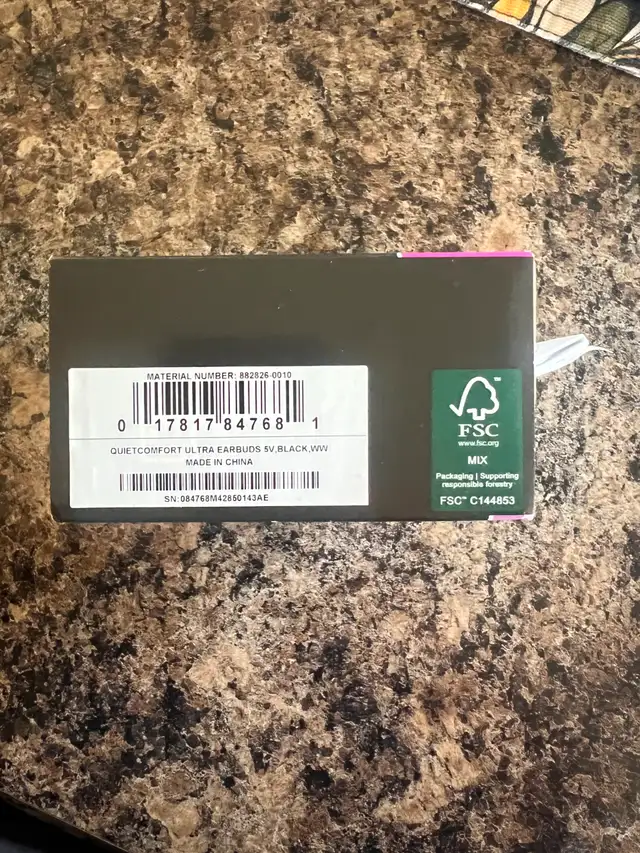 MATERIAL NUMBER: 882826-0010
0 17817 84768 1
QUIETCOMFORT ULTRA EARBUDS 5V,BLACK,WW
MADE IN CHINA
SN:084768M42850143AE
FSC™
www.fsc.org
MIX
Packaging | Supporting
responsible forestry
FSC™ C144853